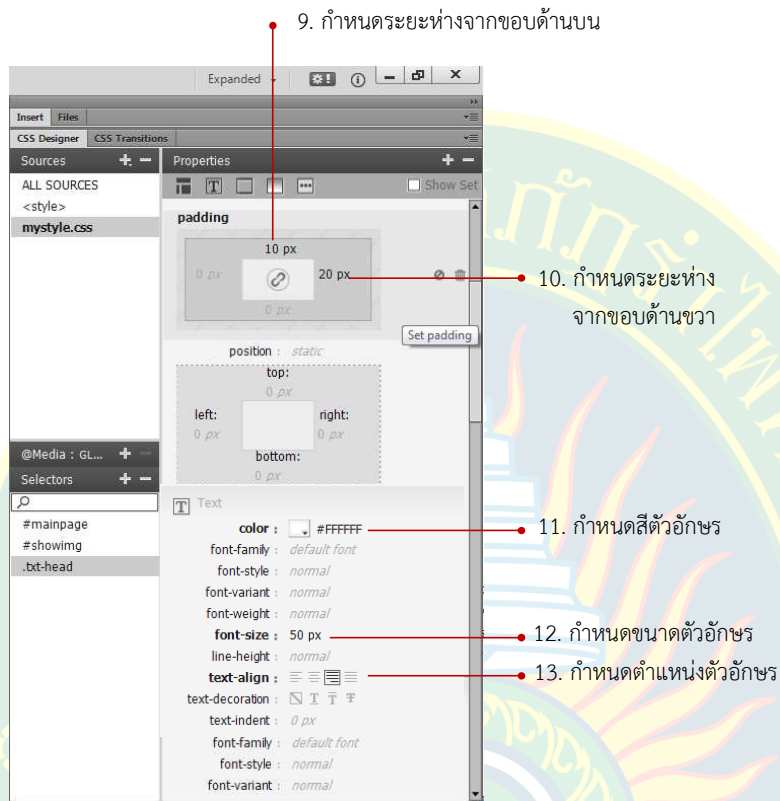 9. กำหนดระยะห่างจากขอบด้านบน
Expanded
Insert Files
CSS Designer CSS Transitions
Sources
ALL SOURCES
<style>
mystyle.css
Properties
Show Set
padding
10 px
0 px 20 px
0 px
10. กำหนดระยะห่าง
จากขอบด้านขวา
Set padding
position : static
top:
0 px
left: right:
0 px 0 px
bottom:
0 px
@Media : GL...
Selectors
#mainpage
#showimg
.txt-head
Text
color : #FFFFFF
11. กำหนดสีตัวอักษร
font-family : default font
font-style : normal
font-variant : normal
font-weight : normal
font-size : 50 px
12. กำหนดขนาดตัวอักษร
line-height : normal
text-align :
13. กำหนดตำแหน่งตัวอักษร
text-decoration :
text-indent : 0 px
font-family : default font
font-style : normal
font-variant : normal